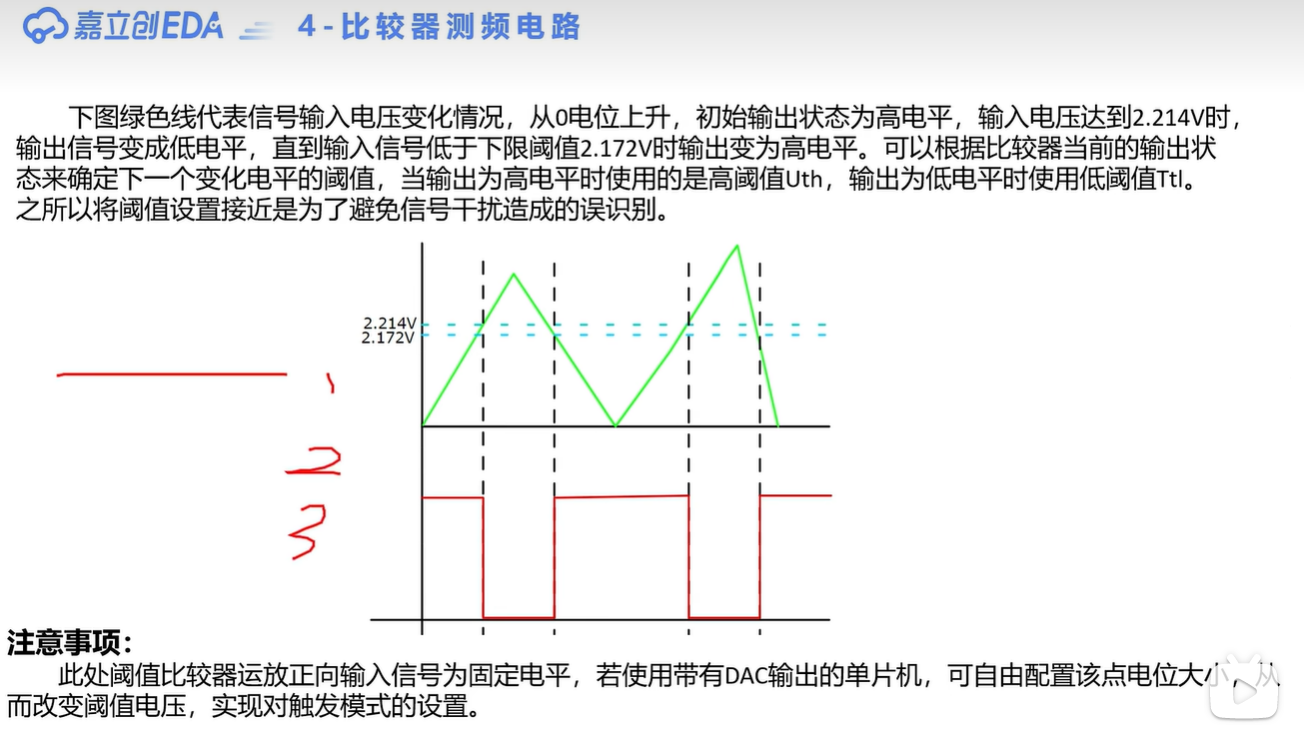 嘉立创EDA
4-比较器测频电路
下图绿色线代表信号输入电压变化情况，从0电位上升，初始输出状态为高电平，输入电压达到2.214V时，
输出信号变成低电平，直到输入信号低于下限阈值2.172V时输出变为高电平。可以根据比较器当前的输出状
态来确定下一个变化电平的阈值，当输出为高电平时使用的是高阈值Uth，输出为低电平时使用低阈值Ttl。
之所以将阈值设置接近是为了避免信号干扰造成的误识别。
2.214V
2.172V
2
3
注意事项：
此处阈值比较器运放正向输入信号为固定电平，若使用带有DAC输出的单片机，可自由配置该点电位大小，从
而改变阈值电压，实现对触发模式的设置。